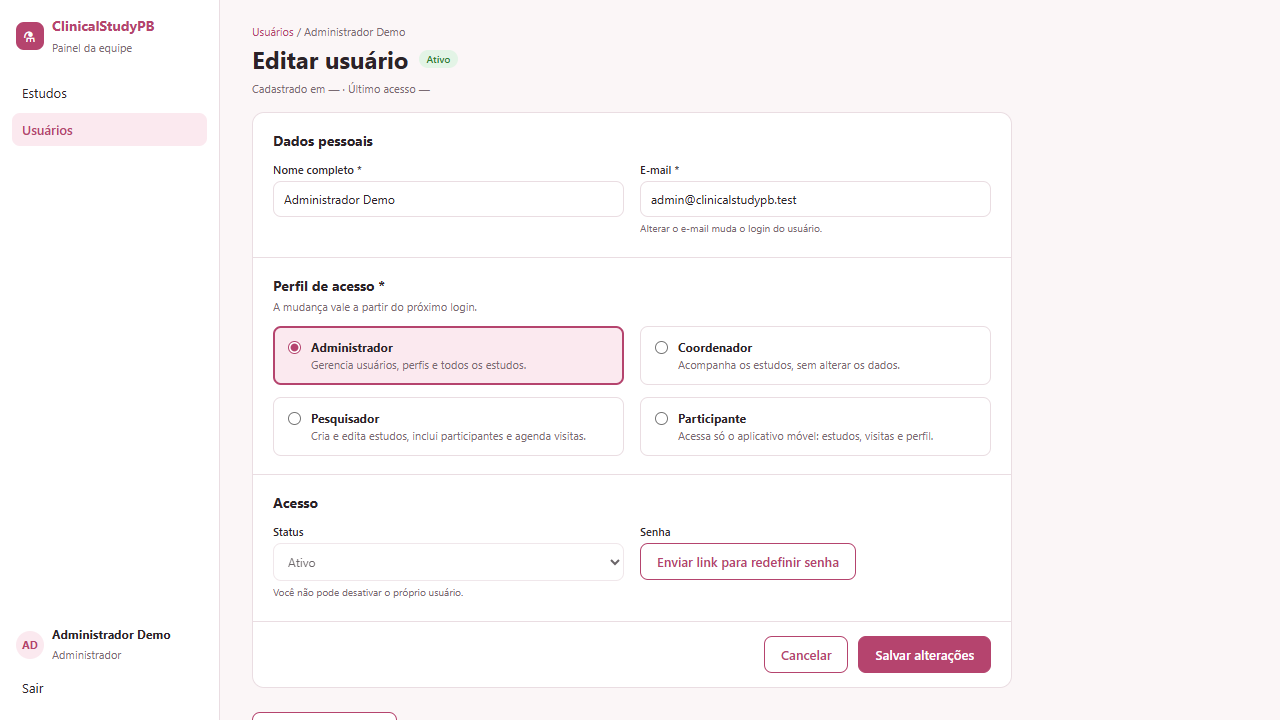 ClinicalStudyPB
Painel da equipe
Estudos
Usuários
Administrador Demo
Administrador
AD
Sair
Usuários / Administrador Demo
Editar usuário
Ativo
Cadastrado em — · Último acesso —
Dados pessoais
Nome completo *
Administrador Demo
E-mail *
admin@clinicalstudypb.test
Alterar o e-mail muda o login do usuário.
Perfil de acesso *
A mudança vale a partir do próximo login.
Administrador
Gerencia usuários, perfis e todos os estudos.
Coordenador
Acompanha os estudos, sem alterar os dados.
Pesquisador
Cria e edita estudos, inclui participantes e agenda visitas.
Participante
Acessa só o aplicativo móvel: estudos, visitas e perfil.
Acesso
Status
Ativo
Você não pode desativar o próprio usuário.
Senha
Enviar link para redefinir senha
Cancelar
Salvar alterações